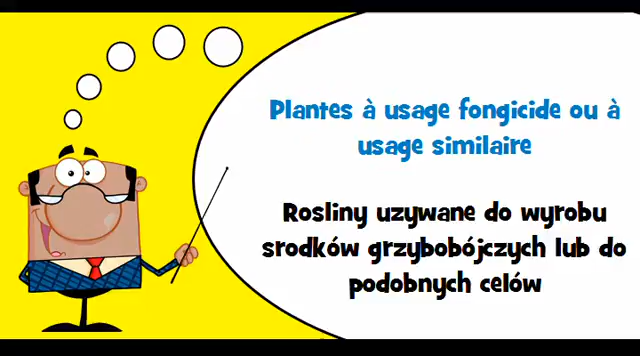 Plantes à usage fongicide ou à
usage similaire
Rosliny uzywane do wyrobu
srodków grzybobójczych lub do
podobnych celów